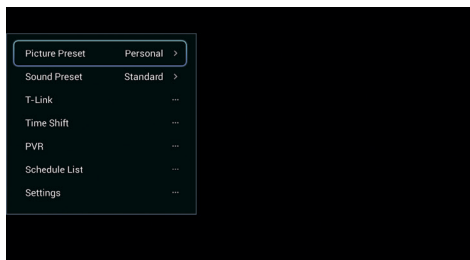 Picture Preset Personal >
Sound Preset Standard >
T-Link ...
Time Shift ...
PVR ...
Schedule List ...
Settings ...